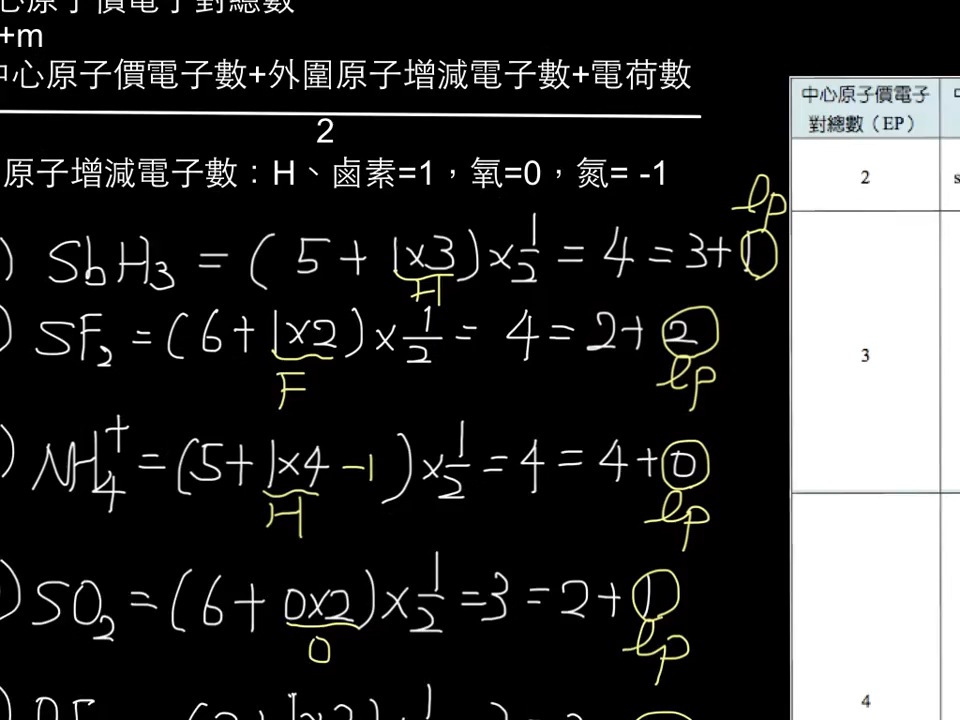 心原子價電子對總數
+m
中心原子價電子數+外圍原子增減電子數+電荷數
2
原子增減電子數：H、鹵素=1，氧=0，氮= -1
lp
) SbH₃ = ( 5 + 1×3 ) × 1/2 = 4 = 3 + 1
H
) SF₂ = ( 6 + 1×2 ) × 1/2 = 4 = 2 + 2
F lp
) NH₄⁺ = ( 5 + 1×4 -1 ) × 1/2 = 4 = 4 + 0
H lp
) SO₂ = ( 6 + 0×2 ) × 1/2 = 3 = 2 + 1
O lp
中心原子價電子
對總數（EP）
2
s
3
4